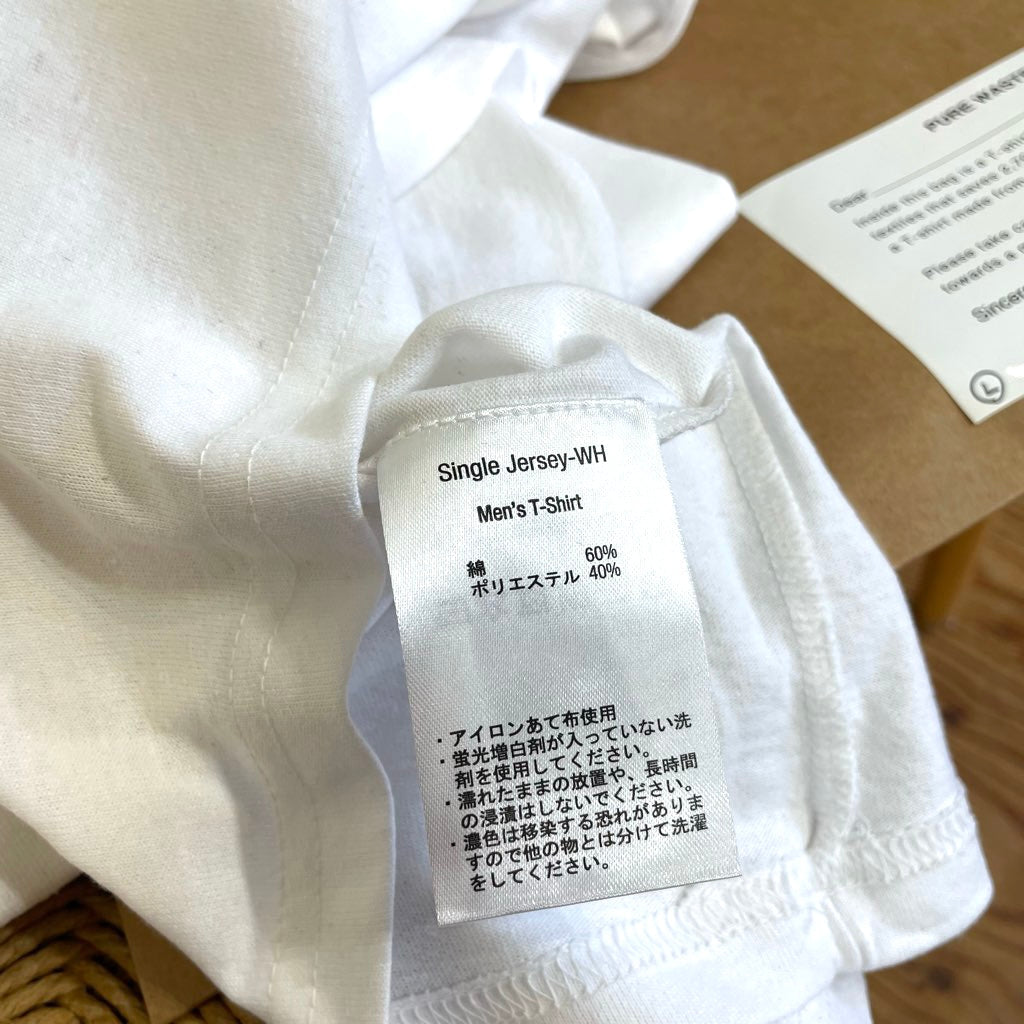 Single Jersey-WH
Men's T-Shirt
綿 60%
ポリエステル 40%
・アイロンあて布使用
・蛍光増白剤が入っていない洗
剤を使用してください。
・濡れたままの放置や、長時間
の浸漬はしないでください。
・濃色は移染する恐れがありま
すので他の物とは分けて洗濯
をしてください。
PURE WASTE
Dear
Inside this bag is a T-shir
textiles that saves 2.70
a T-shirt made from
Please take ca
towards a
Sincer
L